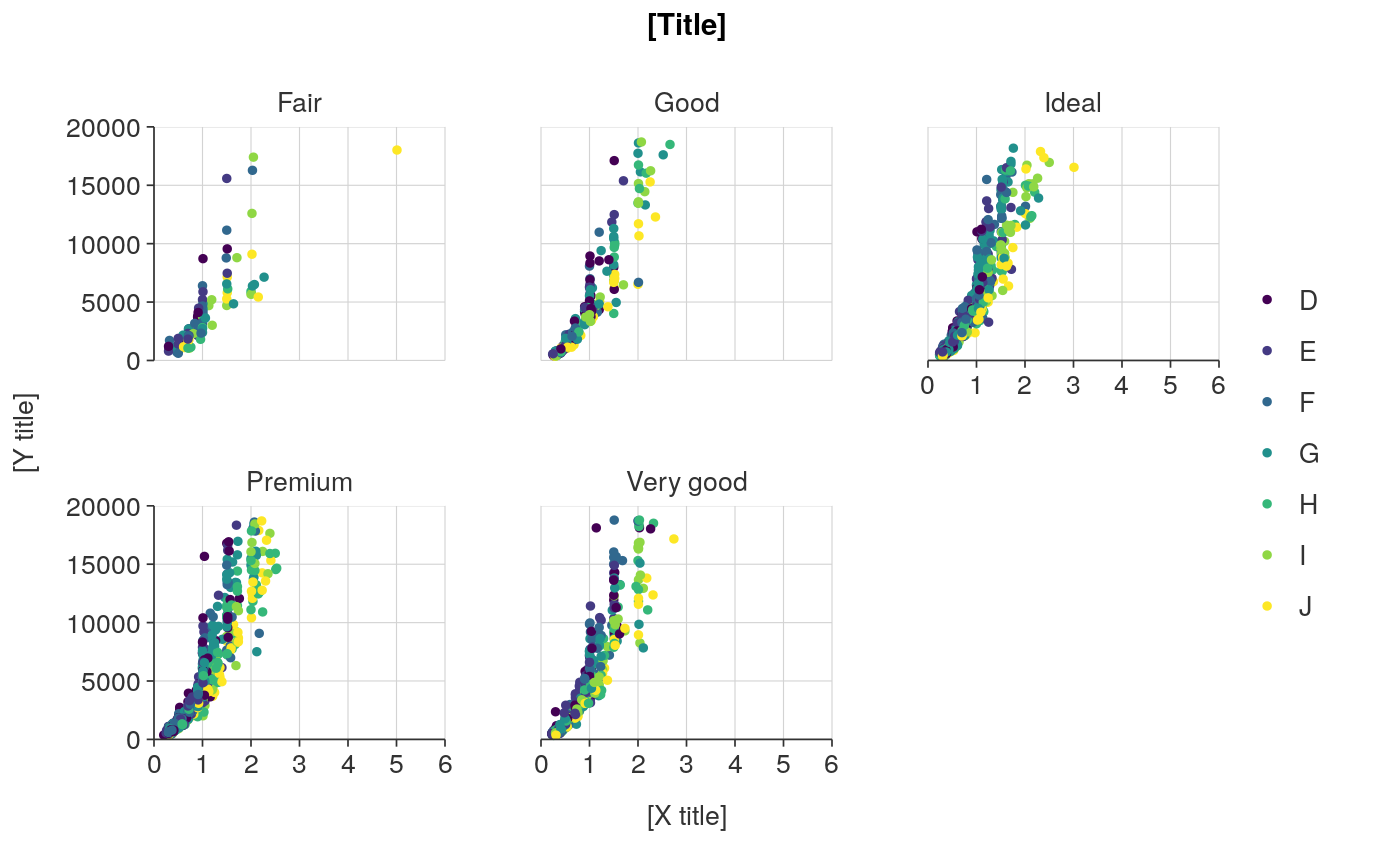 [Title]
Fair
Good
Ideal
20000
15000
10000
5000
0
0 1 2 3 4 5 6
D
E
F
G
H
I
J
[Y title]
Premium
Very good
20000
15000
10000
5000
0
0 1 2 3 4 5 6
0 1 2 3 4 5 6
[X title]